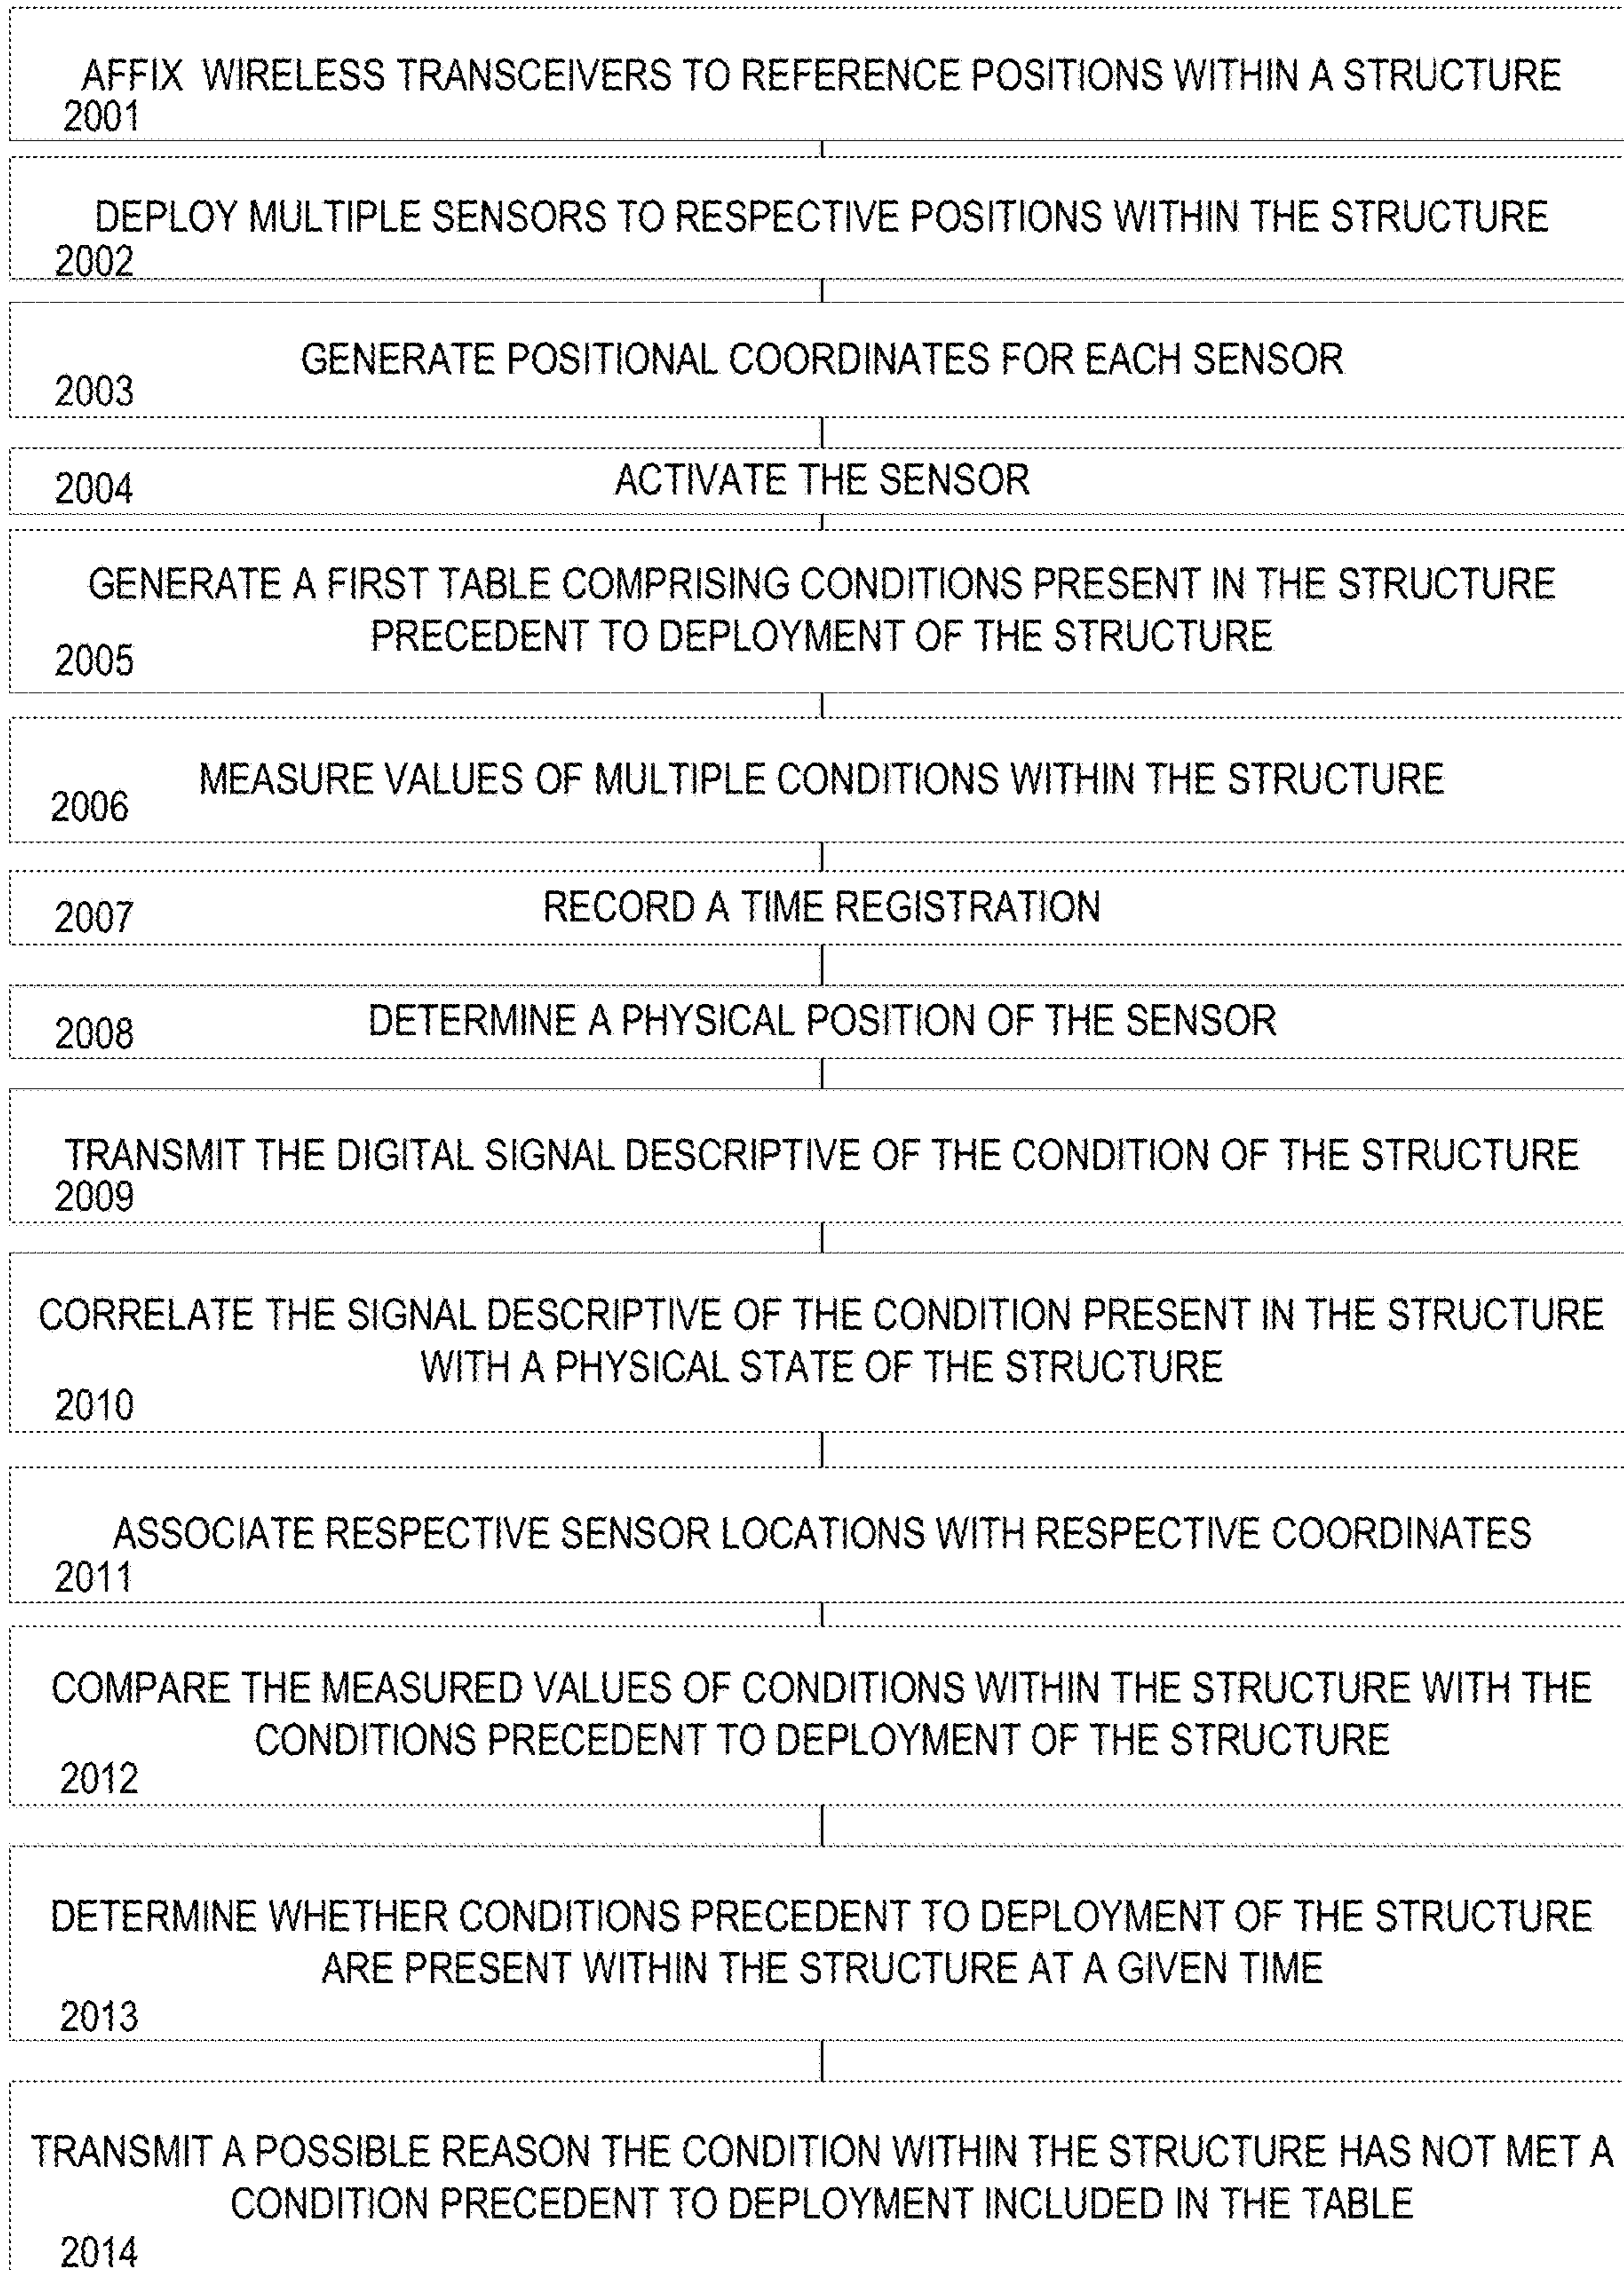 AFFIX WIRELESS TRANSCEIVERS TO REFERENCE POSITIONS WITHIN A STRUCTURE
2001
DEPLOY MULTIPLE SENSORS TO RESPECTIVE POSITIONS WITHIN THE STRUCTURE
2002
GENERATE POSITIONAL COORDINATES FOR EACH SENSOR
2003
2004 ACTIVATE THE SENSOR
GENERATE A FIRST TABLE COMPRISING CONDITIONS PRESENT IN THE STRUCTURE
PRECEDENT TO DEPLOYMENT OF THE STRUCTURE
2005
MEASURE VALUES OF MULTIPLE CONDITIONS WITHIN THE STRUCTURE
2006
2007 RECORD A TIME REGISTRATION
2008 DETERMINE A PHYSICAL POSITION OF THE SENSOR
TRANSMIT THE DIGITAL SIGNAL DESCRIPTIVE OF THE CONDITION OF THE STRUCTURE
2009
CORRELATE THE SIGNAL DESCRIPTIVE OF THE CONDITION PRESENT IN THE STRUCTURE
WITH A PHYSICAL STATE OF THE STRUCTURE
2010
ASSOCIATE RESPECTIVE SENSOR LOCATIONS WITH RESPECTIVE COORDINATES
2011
COMPARE THE MEASURED VALUES OF CONDITIONS WITHIN THE STRUCTURE WITH THE
CONDITIONS PRECEDENT TO DEPLOYMENT OF THE STRUCTURE
2012
DETERMINE WHETHER CONDITIONS PRECEDENT TO DEPLOYMENT OF THE STRUCTURE
ARE PRESENT WITHIN THE STRUCTURE AT A GIVEN TIME
2013
TRANSMIT A POSSIBLE REASON THE CONDITION WITHIN THE STRUCTURE HAS NOT MET A
CONDITION PRECEDENT TO DEPLOYMENT INCLUDED IN THE TABLE
2014